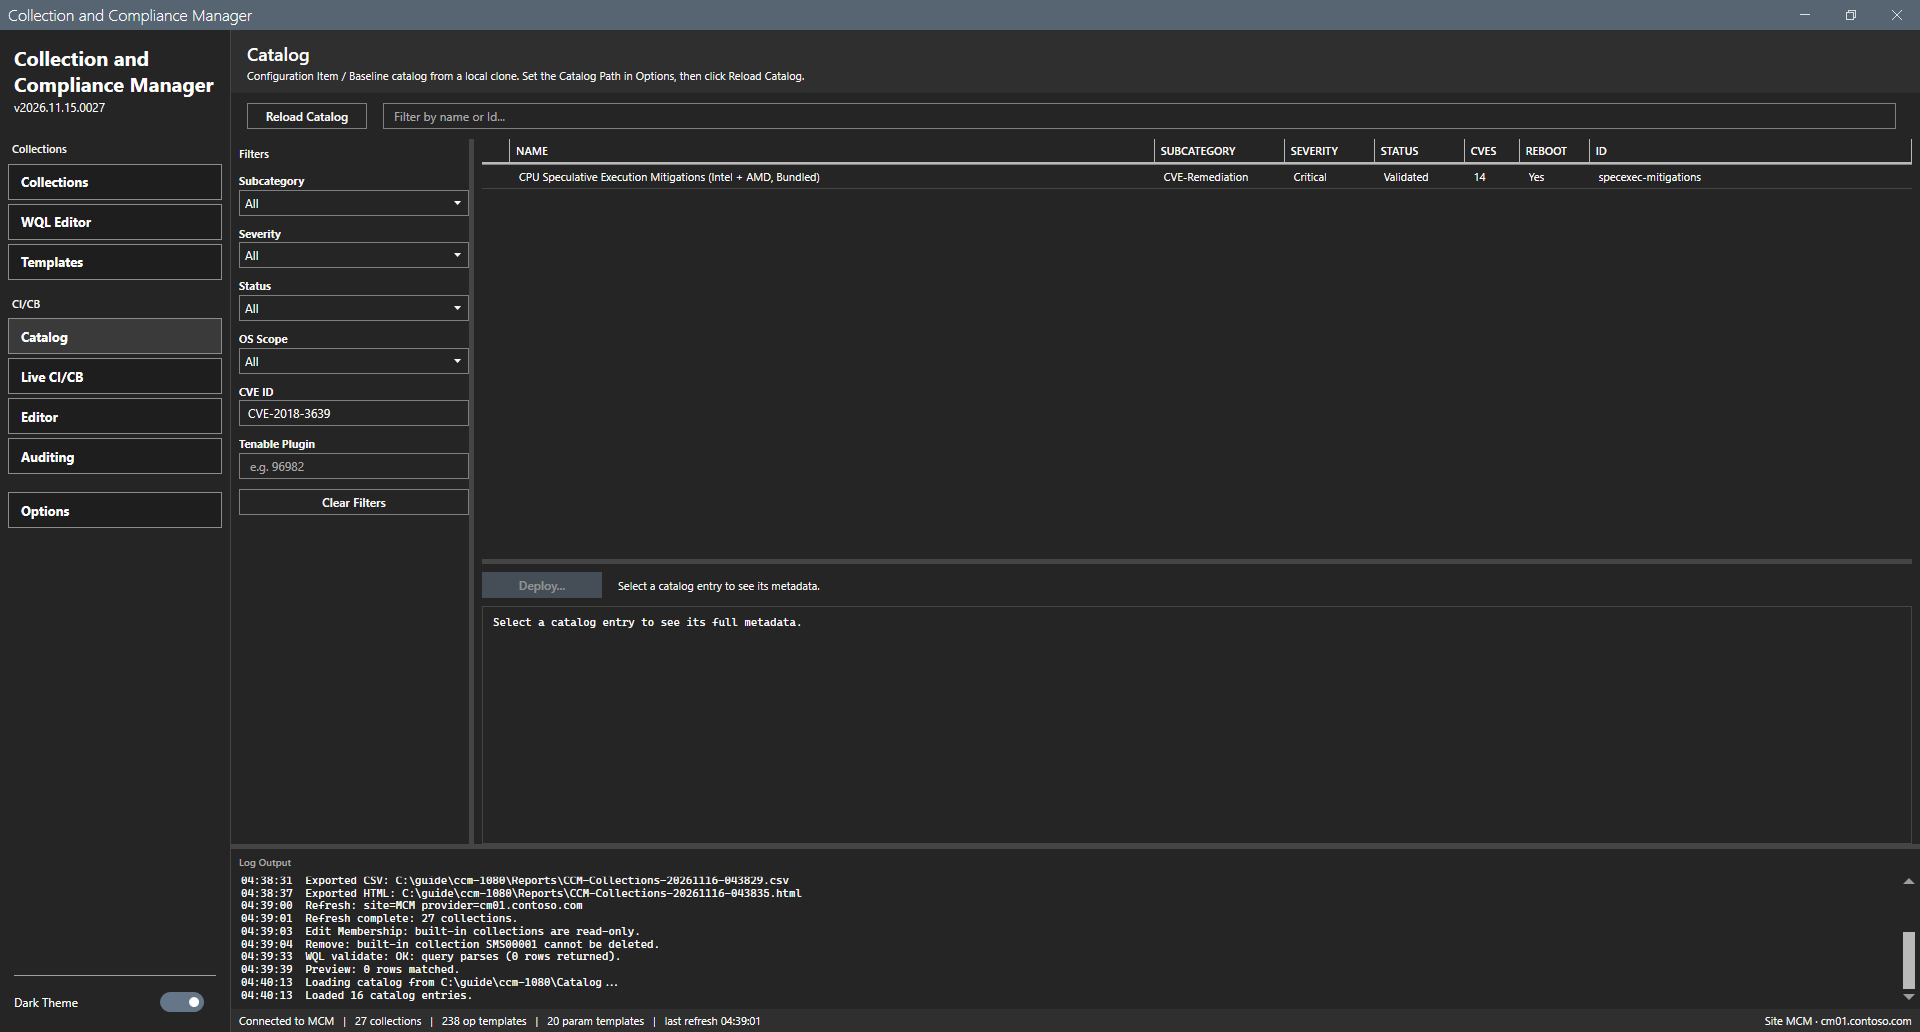 Collection and Compliance Manager
Collection and
Compliance Manager
v2026.11.15.0027
Collections
Collections
WQL Editor
Templates
CI/CB
Catalog
Live CI/CB
Editor
Auditing
Options
Dark Theme
Catalog
Configuration Item / Baseline catalog from a local clone. Set the Catalog Path in Options, then click Reload Catalog.
Reload Catalog
Filter by name or Id...
Filters
Subcategory
All
Severity
All
Status
All
OS Scope
All
CVE ID
CVE-2018-3639
Tenable Plugin
e.g. 96982
Clear Filters
NAME SUBCATEGORY SEVERITY STATUS CVES REBOOT ID
CPU Speculative Execution Mitigations (Intel + AMD, Bundled) CVE-Remediation Critical Validated 14 Yes specexec-mitigations
Deploy... Select a catalog entry to see its metadata.
Select a catalog entry to see its full metadata.
Log Output
04:38:31 Exported CSV: C:\guide\ccm-1080\Reports\CCM-Collections-20261116-043829.csv
04:38:37 Exported HTML: C:\guide\ccm-1080\Reports\CCM-Collections-20261116-043835.html
04:39:00 Refresh: site=MCM provider=cm01.contoso.com
04:39:01 Refresh complete: 27 collections.
04:39:03 Edit Membership: built-in collections are read-only.
04:39:04 Remove: built-in collection SMS00001 cannot be deleted.
04:39:33 WQL validate: OK: query parses (0 rows returned).
04:39:39 Preview: 0 rows matched.
04:40:13 Loading catalog from C:\guide\ccm-1080\Catalog...
04:40:13 Loaded 16 catalog entries.
Connected to MCM | 27 collections | 238 op templates | 20 param templates | last refresh 04:39:01
Site MCM · cm01.contoso.com